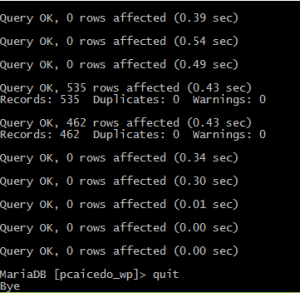 Query OK, 0 rows affected (0.39 sec)
Query OK, 0 rows affected (0.54 sec)
Query OK, 0 rows affected (0.49 sec)
Query OK, 535 rows affected (0.43 sec)
Records: 535  Duplicates: 0  Warnings: 0
Query OK, 462 rows affected (0.43 sec)
Records: 462  Duplicates: 0  Warnings: 0
Query OK, 0 rows affected (0.34 sec)
Query OK, 0 rows affected (0.30 sec)
Query OK, 0 rows affected (0.01 sec)
Query OK, 0 rows affected (0.00 sec)
Query OK, 0 rows affected (0.00 sec)
MariaDB [pcaicedo_wp]> quit
Bye